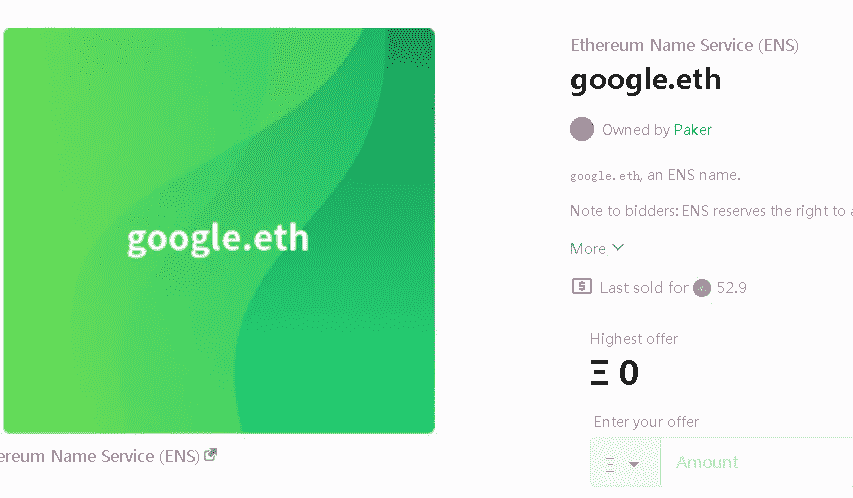 google.eth
ereum Name Service (ENS)
Ethereum Name Service (ENS)
google.eth
Owned by Paker
google.eth, an ENS name.
Note to bidders: ENS reserves the right to a
More
Last sold for 52.9
Highest offer
Ξ 0
Enter your offer
Ξ Amount